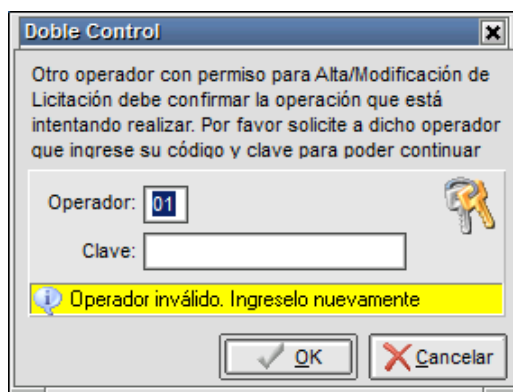 Doble Control
Otro operador con permiso para Alta/Modificación de
Licitación debe confirmar la operación que está
intentando realizar. Por favor solicite a dicho operador
que ingrese su código y clave para poder continuar
Operador: 01
Clave:
Operador inválido. Ingreselo nuevamente
OK Cancelar